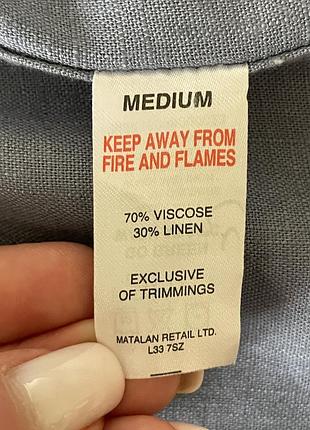 MEDIUM
KEEP AWAY FROM
FIRE AND FLAMES
70% VISCOSE
30% LINEN
EXCLUSIVE
OF TRIMMINGS
MATALAN RETAIL LTD.
L33 7SZ